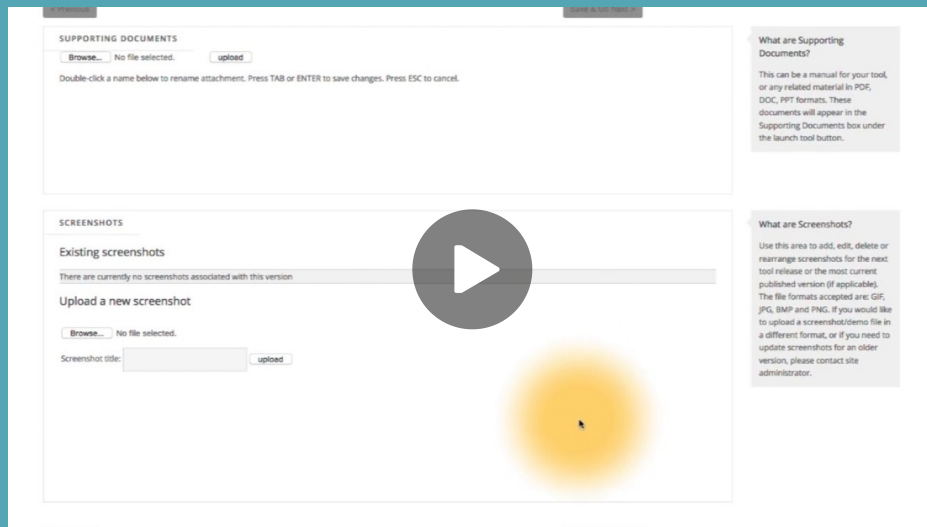 < Previous
Save & Go Next >
SUPPORTING DOCUMENTS
Browse... No file selected. upload
Double-click a name below to rename attachment. Press TAB or ENTER to save changes. Press ESC to cancel.
What are Supporting
Documents?
This can be a manual for your tool,
or any related material in PDF,
DOC, PPT formats. These
documents will appear in the
Supporting Documents box under
the launch tool button.
SCREENSHOTS
Existing screenshots
There are currently no screenshots associated with this version
Upload a new screenshot
Browse... No file selected.
Screenshot title: upload
What are Screenshots?
Use this area to add, edit, delete or
rearrange screenshots for the next
tool release or the most current
published version (if applicable).
The file formats accepted are: GIF,
JPG, BMP and PNG. If you would like
to upload a screenshot/demo file in
a different format, or if you need to
update screenshots for an older
version, please contact site
administrator.